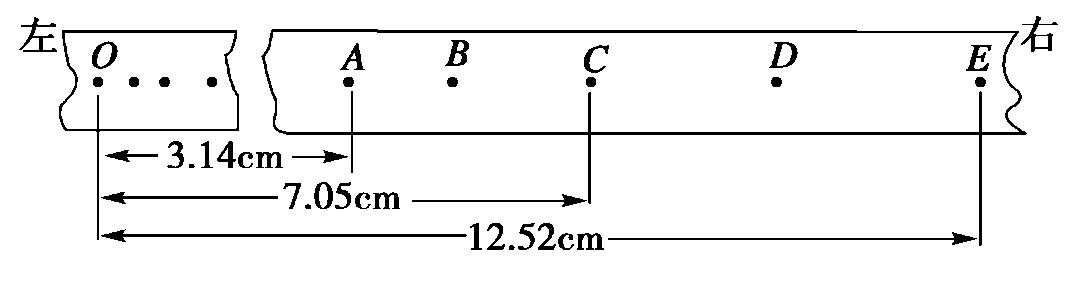 左 O A B C D E 右
3.14cm
7.05cm
12.52cm